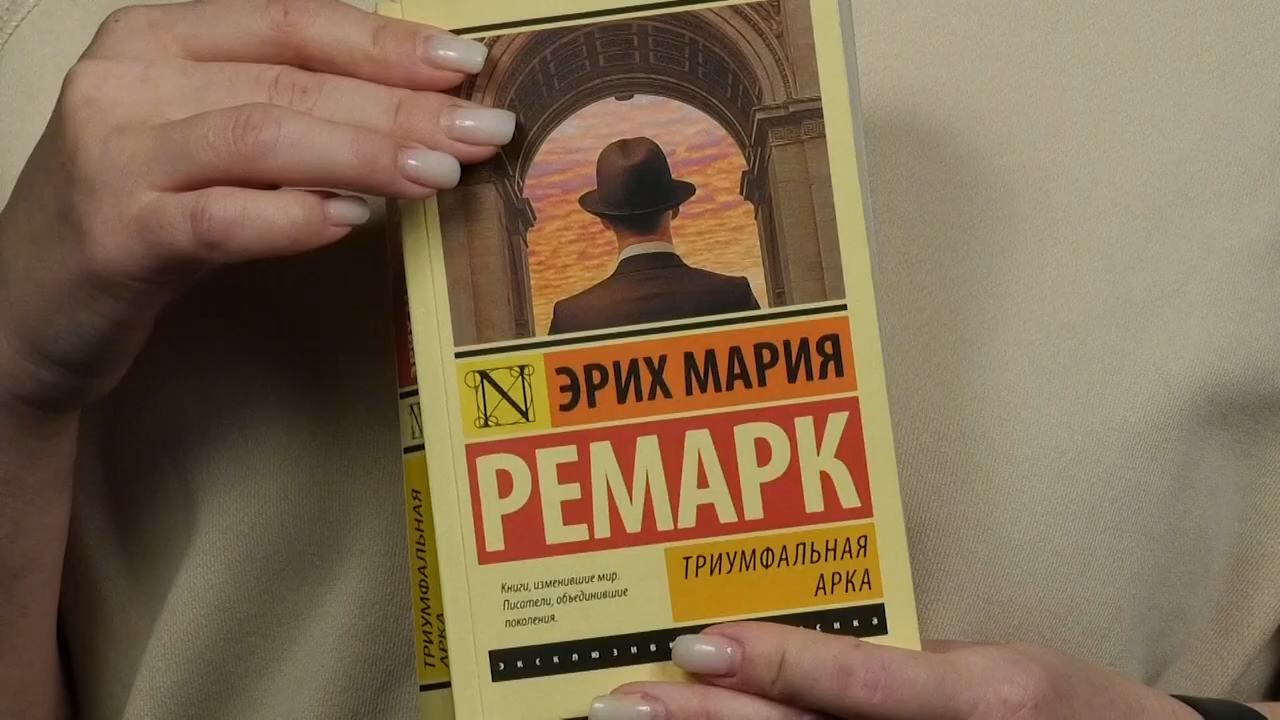 N
ЭРИХ МАРИЯ
РЕМАРК
ТРИУМФАЛЬНАЯ
АРКА
Книги, изменившие мир.
Писатели, объединившие
поколения.
ТРИУМФАЛЬНАЯ
АРКА